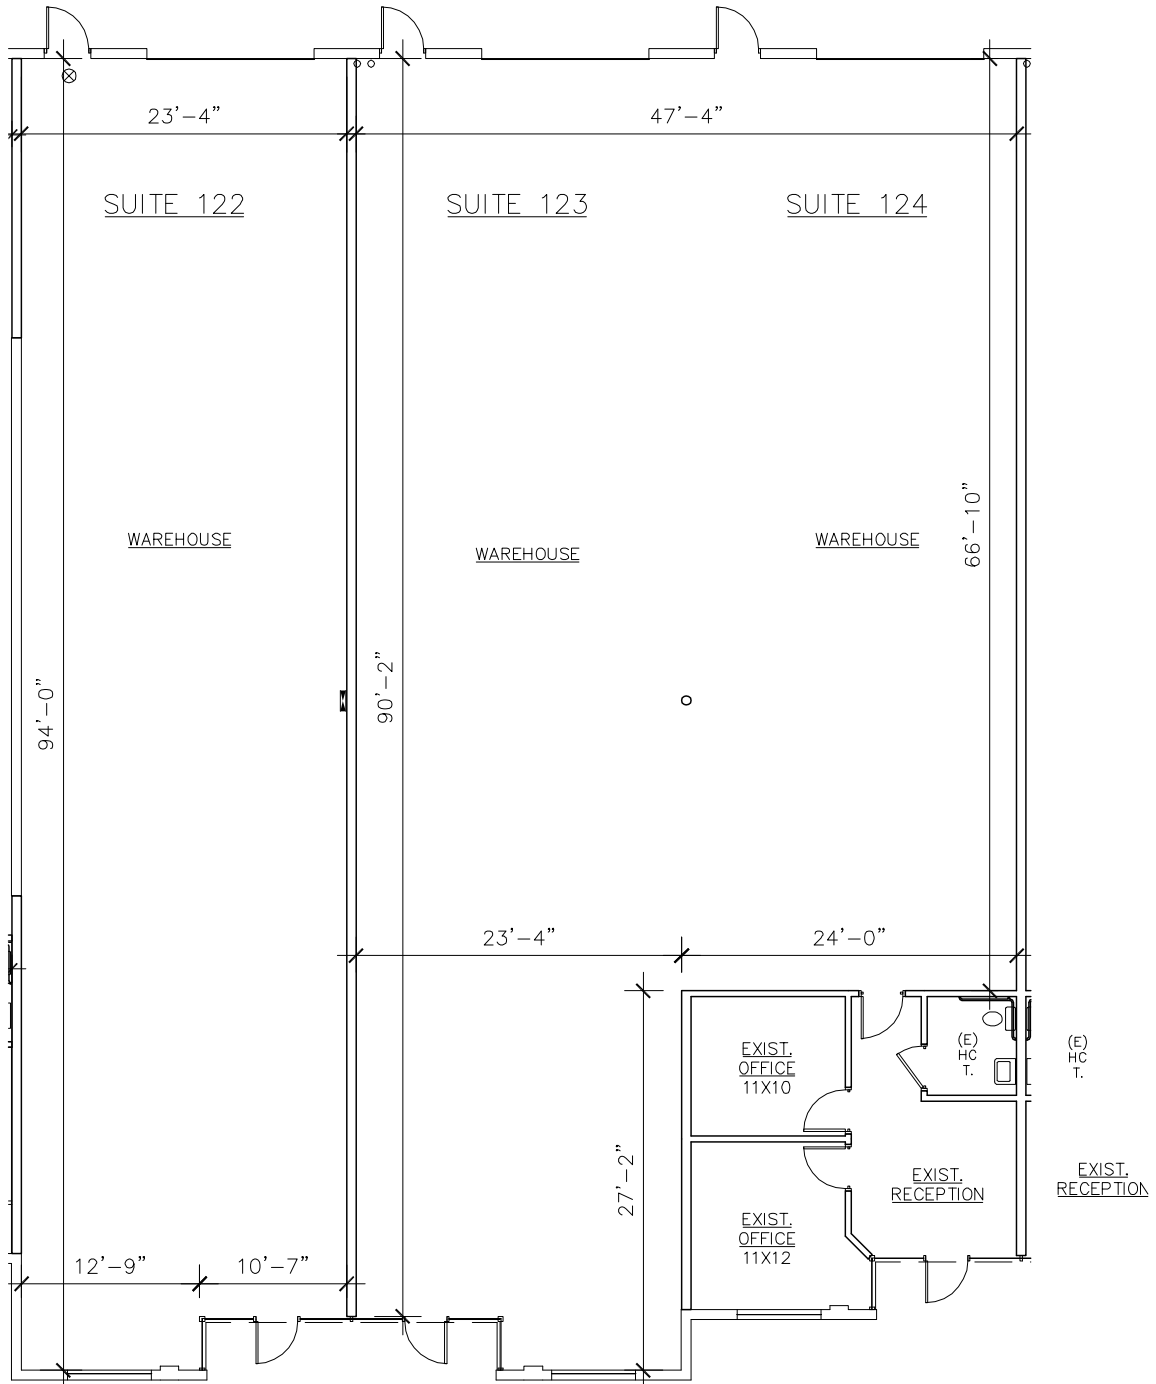 23'-4"
47'-4"
SUITE 122
SUITE 123
SUITE 124
66'-10"
WAREHOUSE
WAREHOUSE
WAREHOUSE
94'-0"
90'-2"
23'-4"
24'-0"
(E)
HC
T.
(E)
HC
T.
EXIST.
OFFICE
11X10
27'-2"
EXIST.
RECEPTION
EXIST.
RECEPTION
EXIST.
OFFICE
11X12
12'-9"
10'-7"